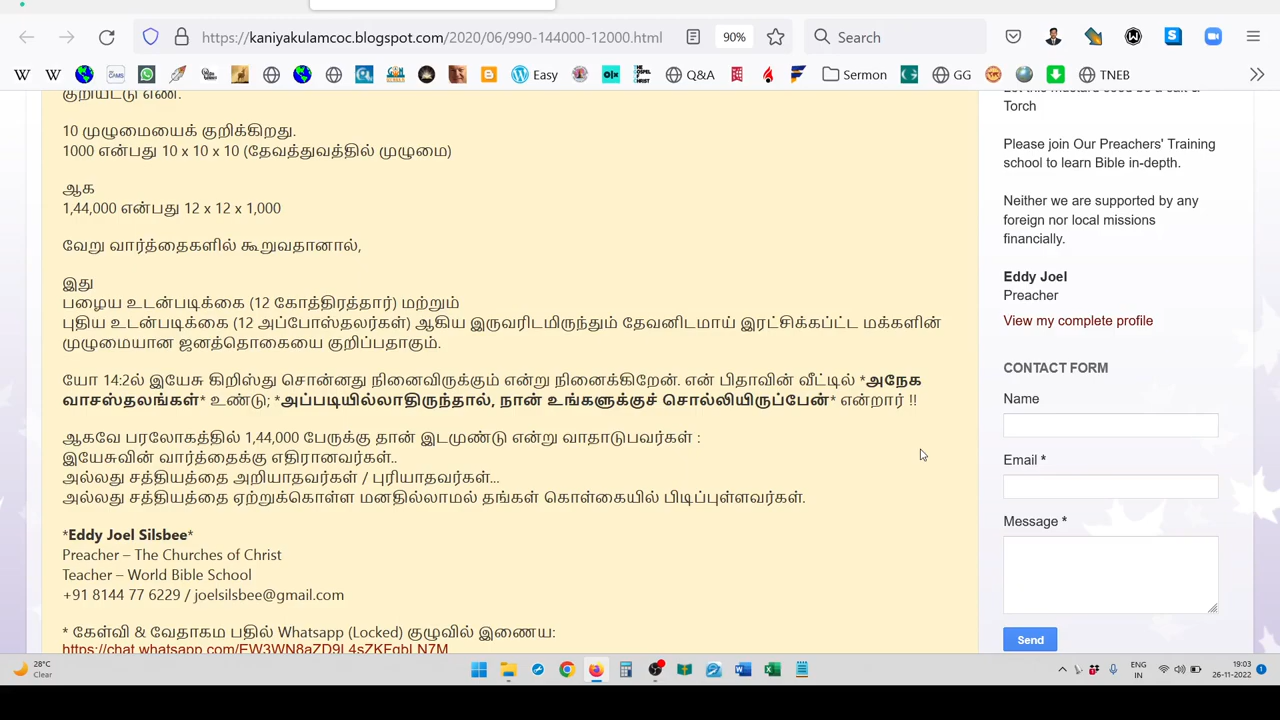 https://kaniyakulamcoc.blogspot.com/2020/06/990-144000-12000.html
90%
Search
Easy
Q&A
Sermon
GG
TNEB
குறியீட்டு எண்.
10 முழுமையைக் குறிக்கிறது.
1000 என்பது 10 x 10 x 10 (தேவத்துவத்தில் முழுமை)
ஆக
1,44,000 என்பது 12 x 12 x 1,000
வேறு வார்த்தைகளில் கூறுவதானால்,
இது
பழைய உடன்படிக்கை (12 கோத்திரத்தார்) மற்றும்
புதிய உடன்படிக்கை (12 அப்போஸ்தலர்கள்) ஆகிய இருவரிடமிருந்தும் தேவனிடமாய் இரட்சிக்கப்பட்ட மக்களின்
முழுமையான ஜனத்தொகையை குறிப்பதாகும்.
யோ 14:2ல் இயேசு கிறிஸ்து சொன்னது நினைவிருக்கும் என்று நினைக்கிறேன். என் பிதாவின் வீட்டில் *அநேக
வாசஸ்தலங்கள்* உண்டு; *அப்படியில்லாதிருந்தால், நான் உங்களுக்குச் சொல்லியிருப்பேன்* என்றார் !!
ஆகவே பரலோகத்தில் 1,44,000 பேருக்கு தான் இடமுண்டு என்று வாதாடுபவர்கள் :
இயேசுவின் வார்த்தைக்கு எதிரானவர்கள்..
அல்லது சத்தியத்தை அறியாதவர்கள் / புரியாதவர்கள்...
அல்லது சத்தியத்தை ஏற்றுக்கொள்ள மனதில்லாமல் தங்கள் கொள்கையில் பிடிப்புள்ளவர்கள்.
*Eddy Joel Silsbee*
Preacher – The Churches of Christ
Teacher – World Bible School
+91 8144 77 6229 / joelsilsbee@gmail.com
* கேள்வி & வேதாகம பதில் Whatsapp (Locked) குழுவில் இணைய:
Torch
Please join Our Preachers' Training
school to learn Bible in-depth.
Neither we are supported by any
foreign nor local missions
financially.
Eddy Joel
Preacher
View my complete profile
CONTACT FORM
Name
Email *
Message *
Send
28°C
Clear
ENG
IN
19:03
26-11-2022